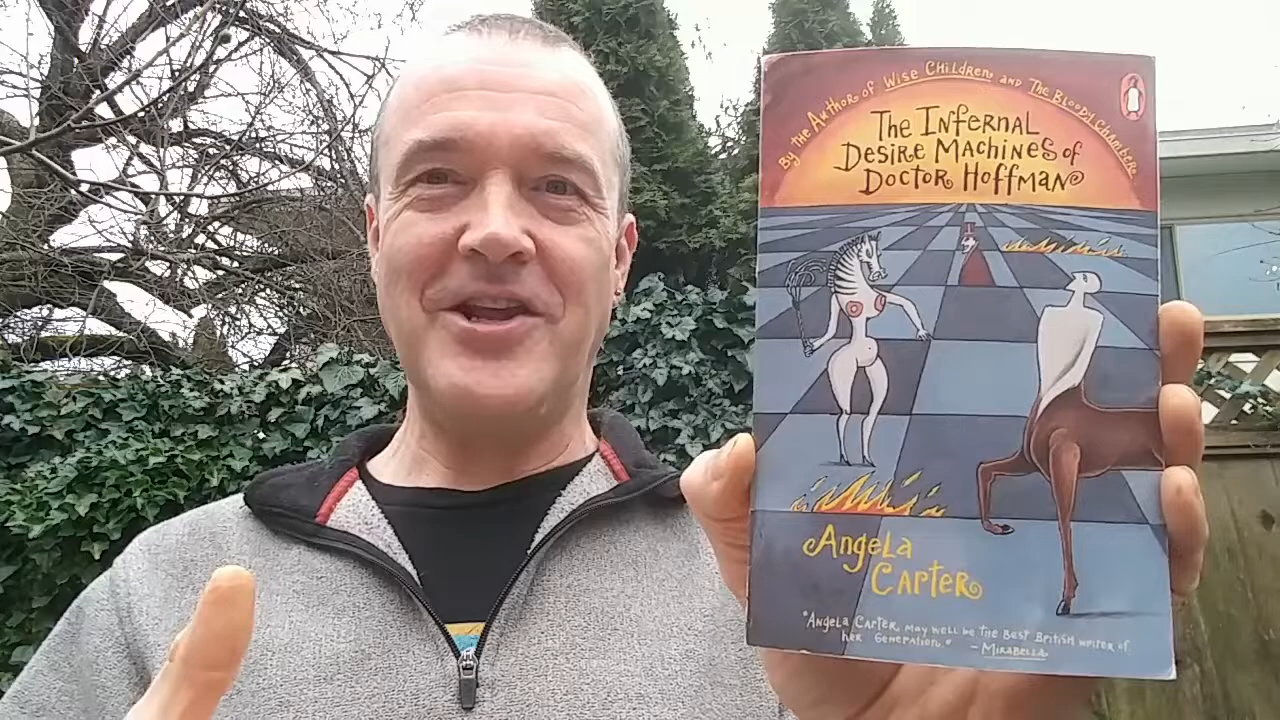 By the Author of Wise Children and The Bloody Chamber
The Infernal
Desire Machines of
Doctor Hoffman
Angela
Carter
"Angela Carter may well be the best British writer of
her generation." – Mirabella